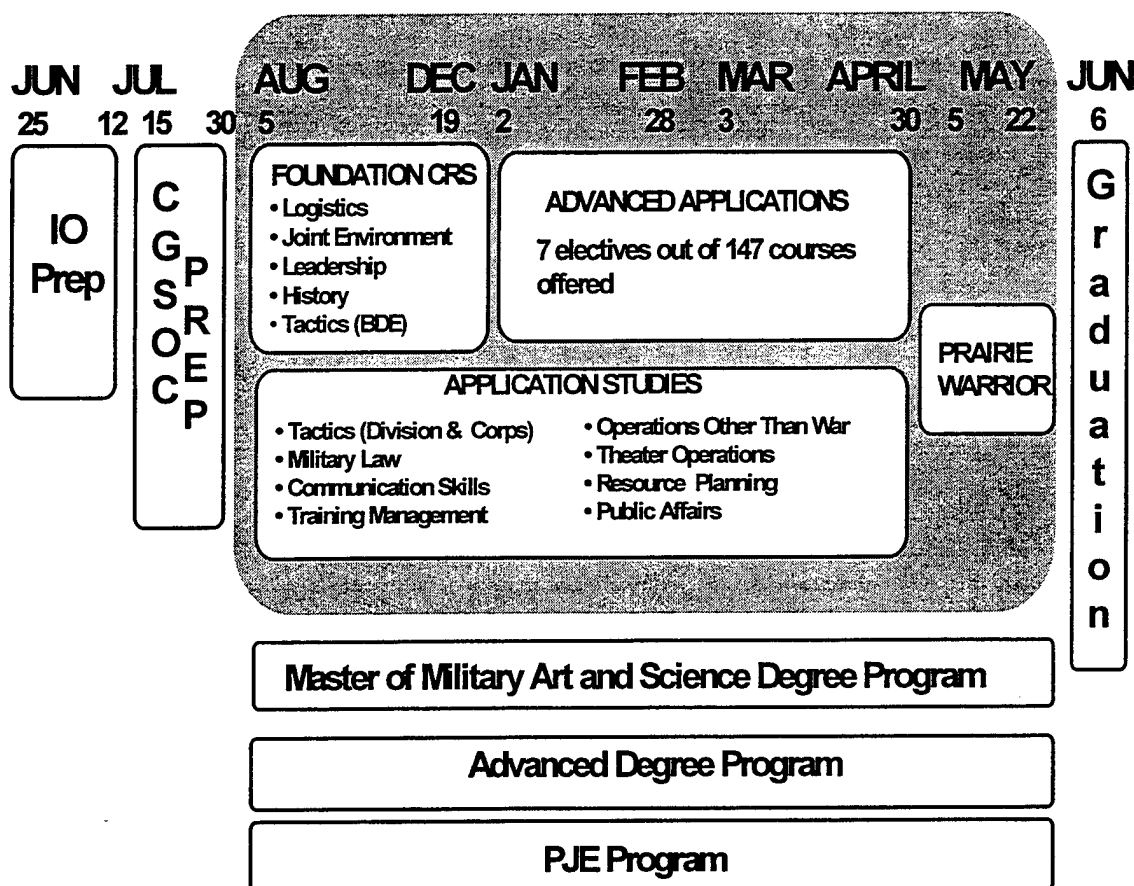 JUN JUL AUG DEC JAN FEB MAR APRIL MAY JUN
25 12 15 30 5 19 2 28 3 30 5 22 6
IO
Prep
CGSOC
PREP
FOUNDATION CRS
• Logistics
• Joint Environment
• Leadership
• History
• Tactics (BDE)
ADVANCED APPLICATIONS
7 electives out of 147 courses
offered
PRAIRIE
WARRIOR
APPLICATION STUDIES
• Tactics (Division & Corps)
• Military Law
• Communication Skills
• Training Management
• Operations Other Than War
• Theater Operations
• Resource Planning
• Public Affairs
Graduation
Master of Military Art and Science Degree Program
Advanced Degree Program
PJE Program